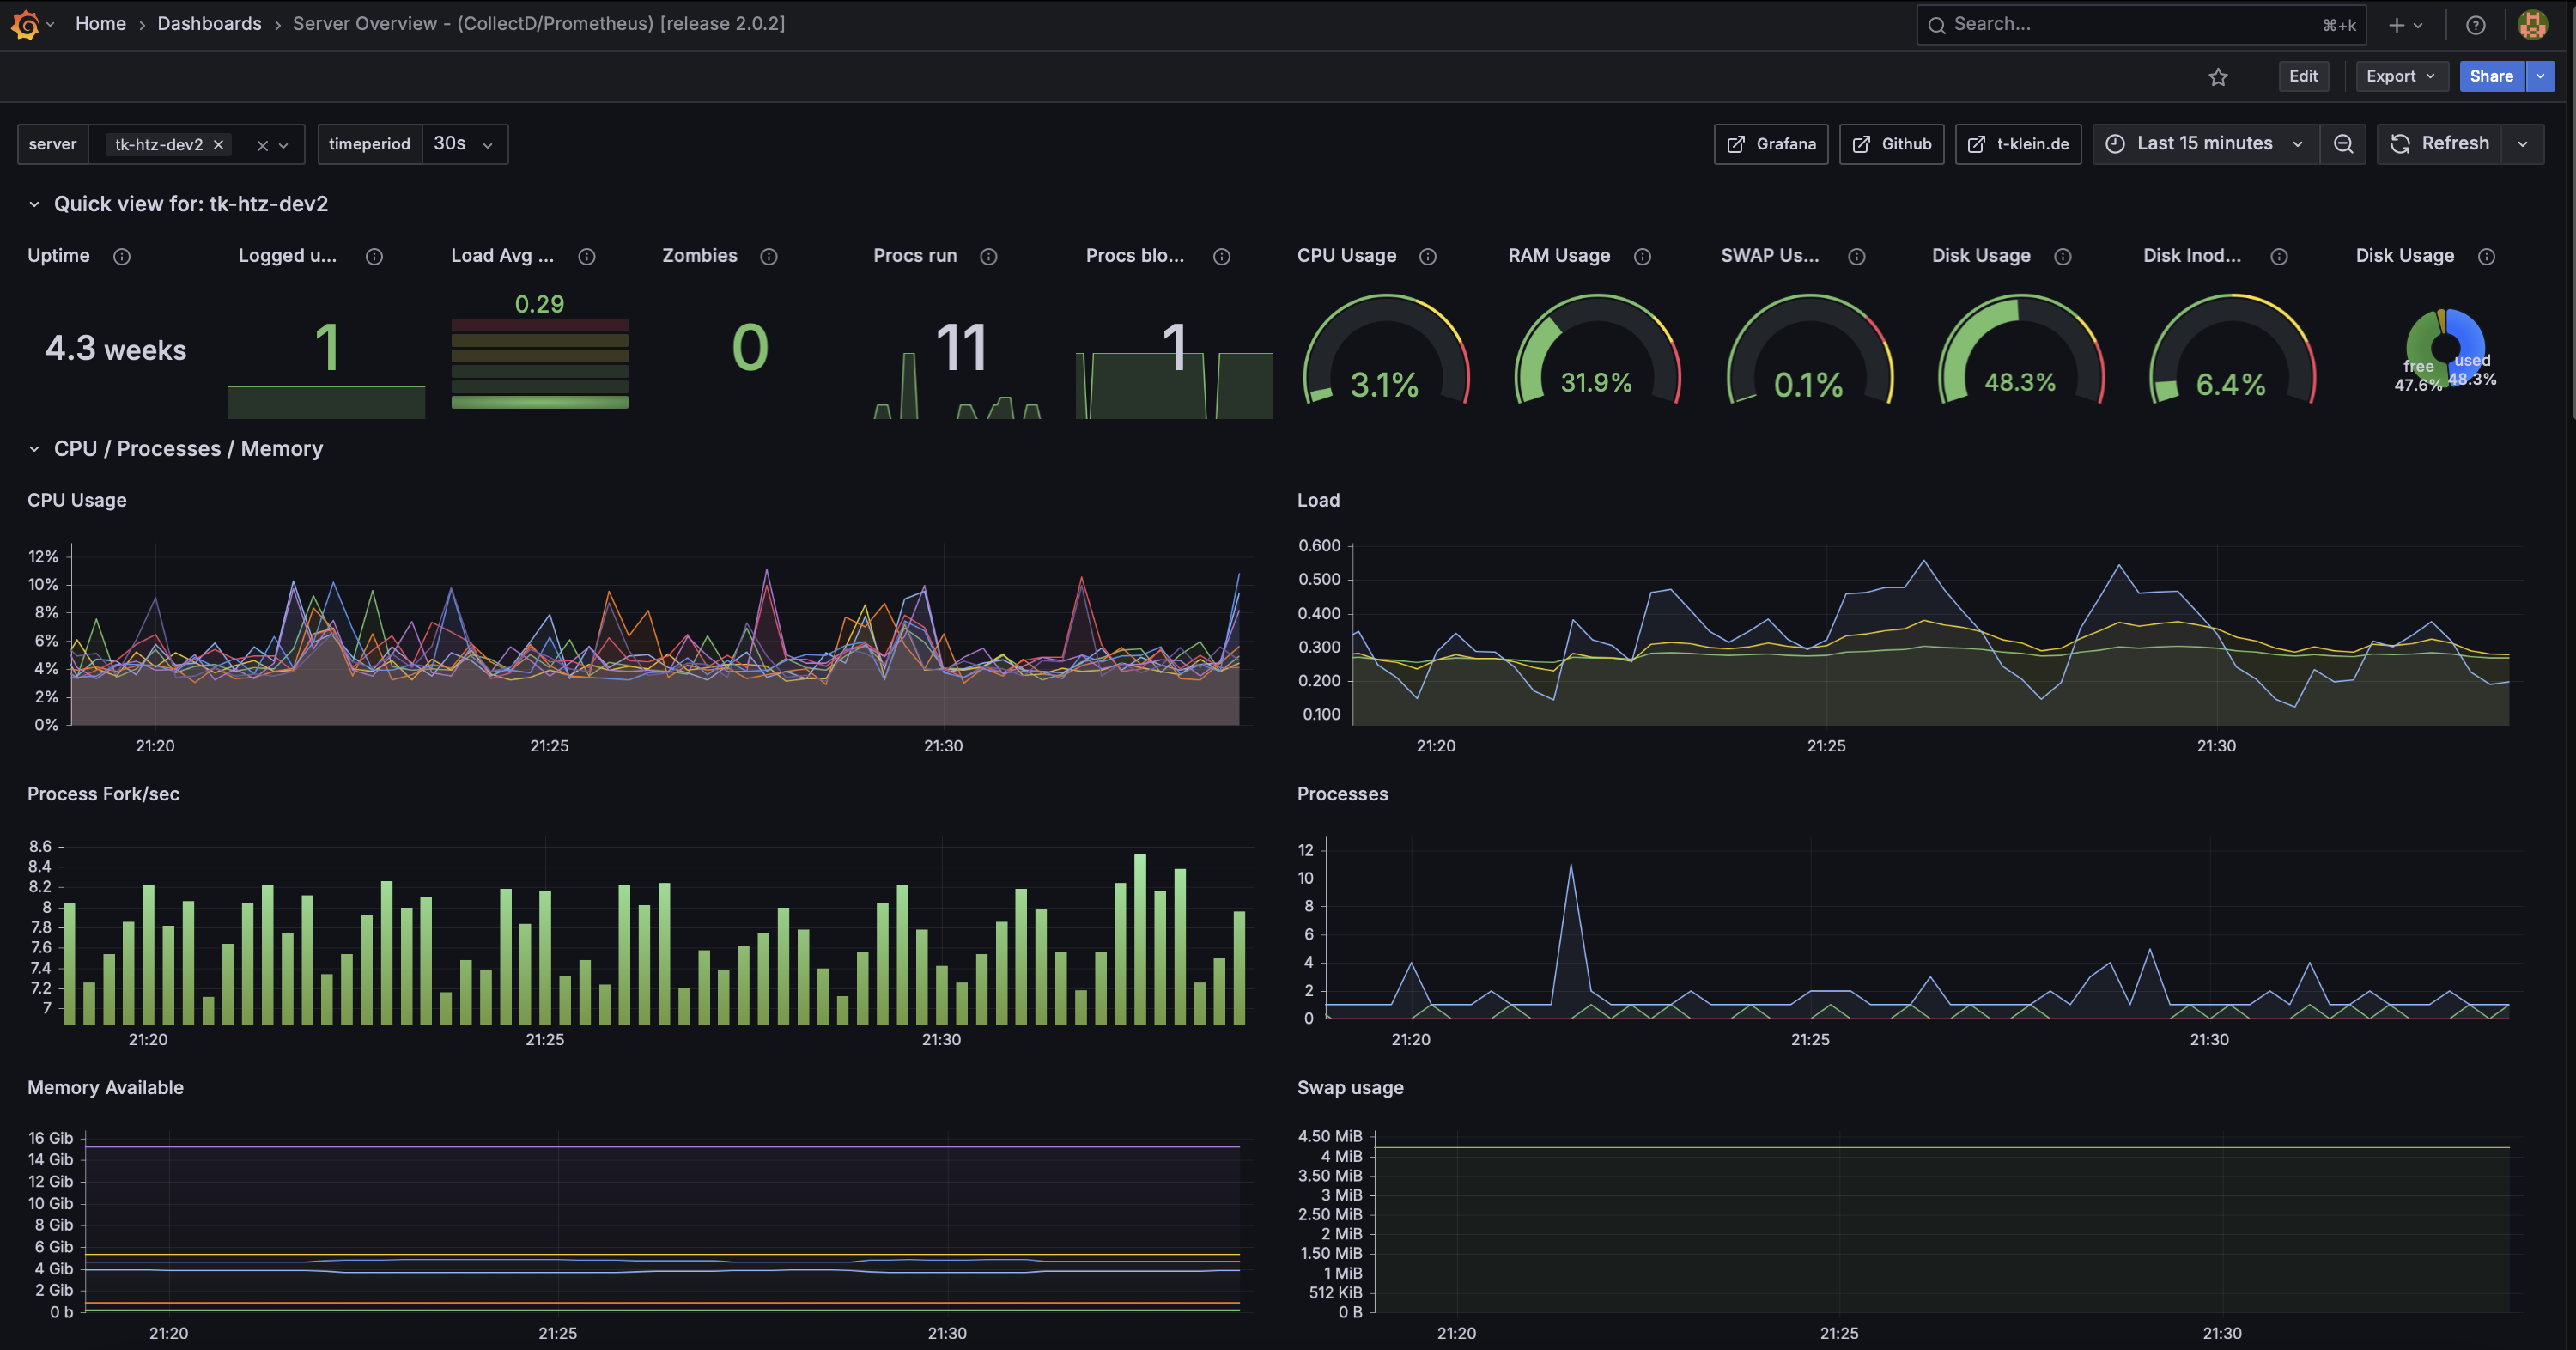 Home › Dashboards › Server Overview - (CollectD/Prometheus) [release 2.0.2]
Search... ⌘+k
Edit Export Share
server tk-htz-dev2 timeperiod 30s
Grafana Github t-klein.de Last 15 minutes Refresh
Quick view for: tk-htz-dev2
Uptime Logged u... Load Avg ... Zombies Procs run Procs blo... CPU Usage RAM Usage SWAP Us... Disk Usage Disk Inod... Disk Usage
4.3 weeks
1
0.29
0
11
1
3.1%
31.9%
0.1%
48.3%
6.4%
free
47.6%
used
48.3%
CPU / Processes / Memory
CPU Usage
12%
10%
8%
6%
4%
2%
0%
21:20 21:25 21:30
Load
0.600
0.500
0.400
0.300
0.200
0.100
21:20 21:25 21:30
Process Fork/sec
8.6
8.4
8.2
8
7.8
7.6
7.4
7.2
7
21:20 21:25 21:30
Processes
12
10
8
6
4
2
0
21:20 21:25 21:30
Memory Available
16 Gib
14 Gib
12 Gib
10 Gib
8 Gib
6 Gib
4 Gib
2 Gib
0 b
21:20 21:25 21:30
Swap usage
4.50 MiB
4 MiB
3.50 MiB
3 MiB
2.50 MiB
2 MiB
1.50 MiB
1 MiB
512 KiB
0 B
21:20 21:25 21:30